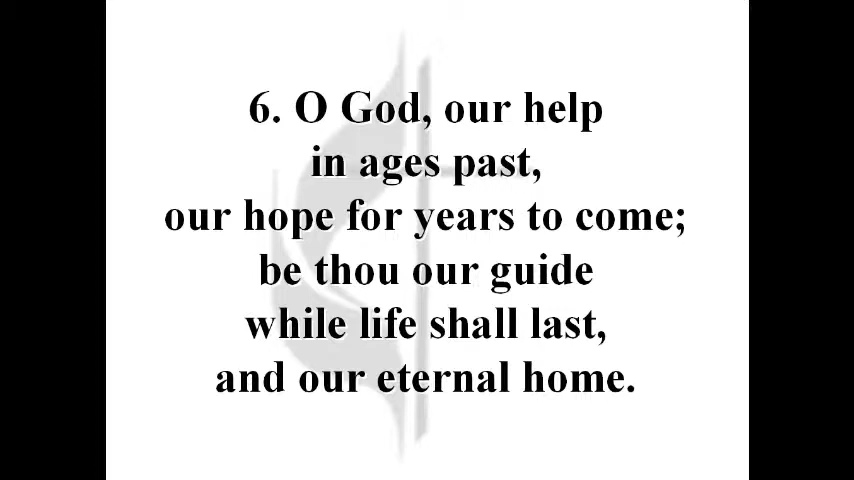 6. O God, our help
in ages past,
our hope for years to come;
be thou our guide
while life shall last,
and our eternal home.